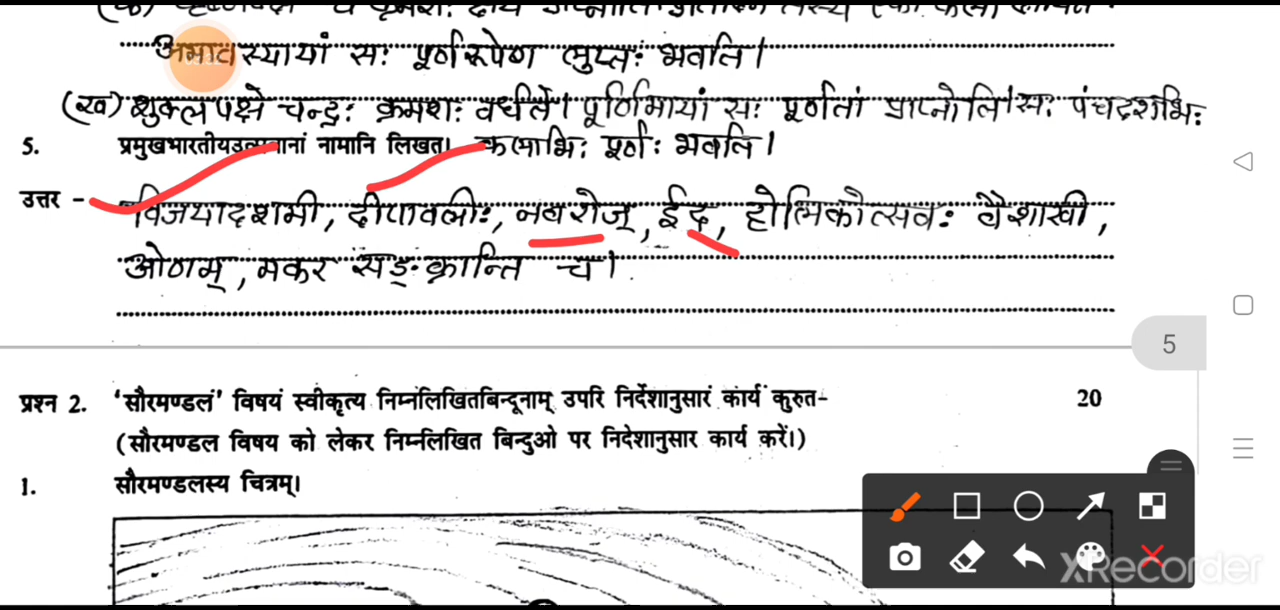 अमावस्यायां सः पूर्णरूपेण लुप्तः भवति।
(ख) शुक्लपक्षे चन्द्रः क्रमशः वर्धते। पूर्णिमायां सः पूर्णतां प्राप्नोति। सः पंचदशभिः
5. प्रमुखभारतीयउत्सवानां नामानि लिखत। कलाभिः पूर्णः भवति।
उत्तर - विजयादशमी, दीपावलीः, नवरोज्, ईद, होलिकोत्सवः वैशाखी,
ओणम्, मकर सङ्क्रान्ति च।
5
प्रश्न 2. 'सौरमण्डलं' विषयं स्वीकृत्य निम्नलिखितबिन्दूनाम् उपरि निर्देशानुसारं कार्यं कुरुत- 20
(सौरमण्डल विषय को लेकर निम्नलिखित बिन्दुओ पर निदेशानुसार कार्य करें।)
1. सौरमण्डलस्य चित्रम्।
XRecorder